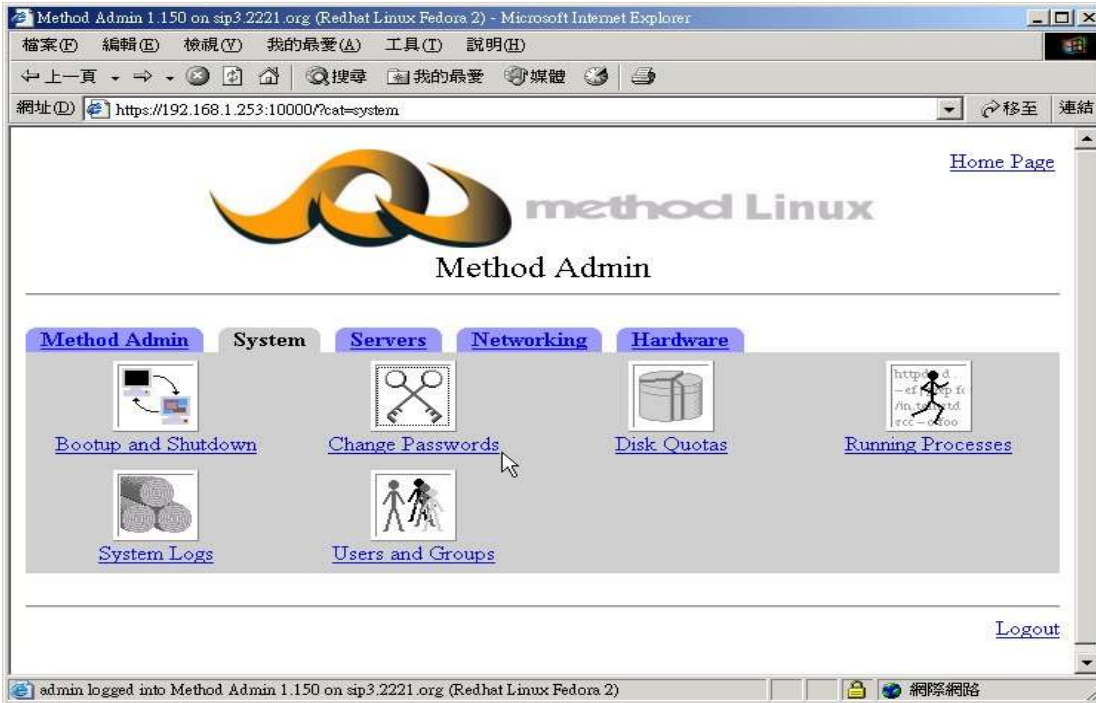 Method Admin 1.150 on sip3.2221.org (Redhat Linux Fedora 2) - Microsoft Internet Explorer
檔案(F) 編輯(E) 檢視(V) 我的最愛(A) 工具(T) 說明(H)
上一頁 搜尋 我的最愛 媒體
網址(D) https://192.168.1.253:10000/?cat=system 移至 連結
Home Page
method Linux
Method Admin
Method Admin System Servers Networking Hardware
Bootup and Shutdown Change Passwords Disk Quotas Running Processes
System Logs Users and Groups
Logout
admin logged into Method Admin 1.150 on sip3.2221.org (Redhat Linux Fedora 2) 網際網路